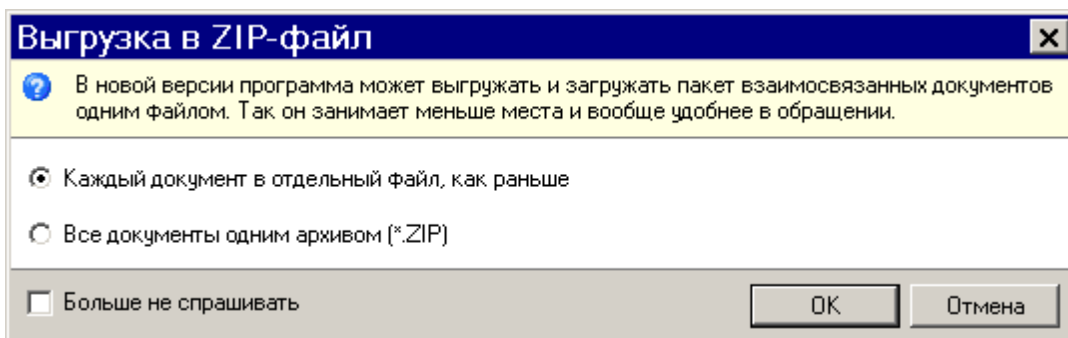 Выгрузка в ZIP-файл
В новой версии программа может выгружать и загружать пакет взаимосвязанных документов
одним файлом. Так он занимает меньше места и вообще удобнее в обращении.
Каждый документ в отдельный файл, как раньше
Все документы одним архивом (*.ZIP)
Больше не спрашивать
OK
Отмена